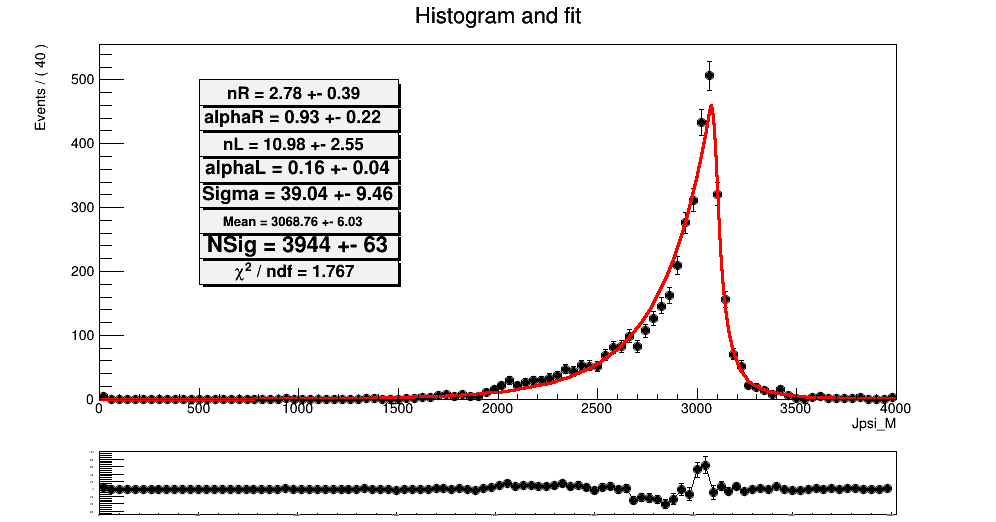 Histogram and fit
Events / ( 40 )
500
400
300
200
100
0
nR = 2.78 +- 0.39
alphaR = 0.93 +- 0.22
nL = 10.98 +- 2.55
alphaL = 0.16 +- 0.04
Sigma = 39.04 +- 9.46
Mean = 3068.76 +- 6.03
NSig = 3944 +- 63
χ² / ndf = 1.767
0 500 1000 1500 2000 2500 3000 3500 4000
Jpsi_M